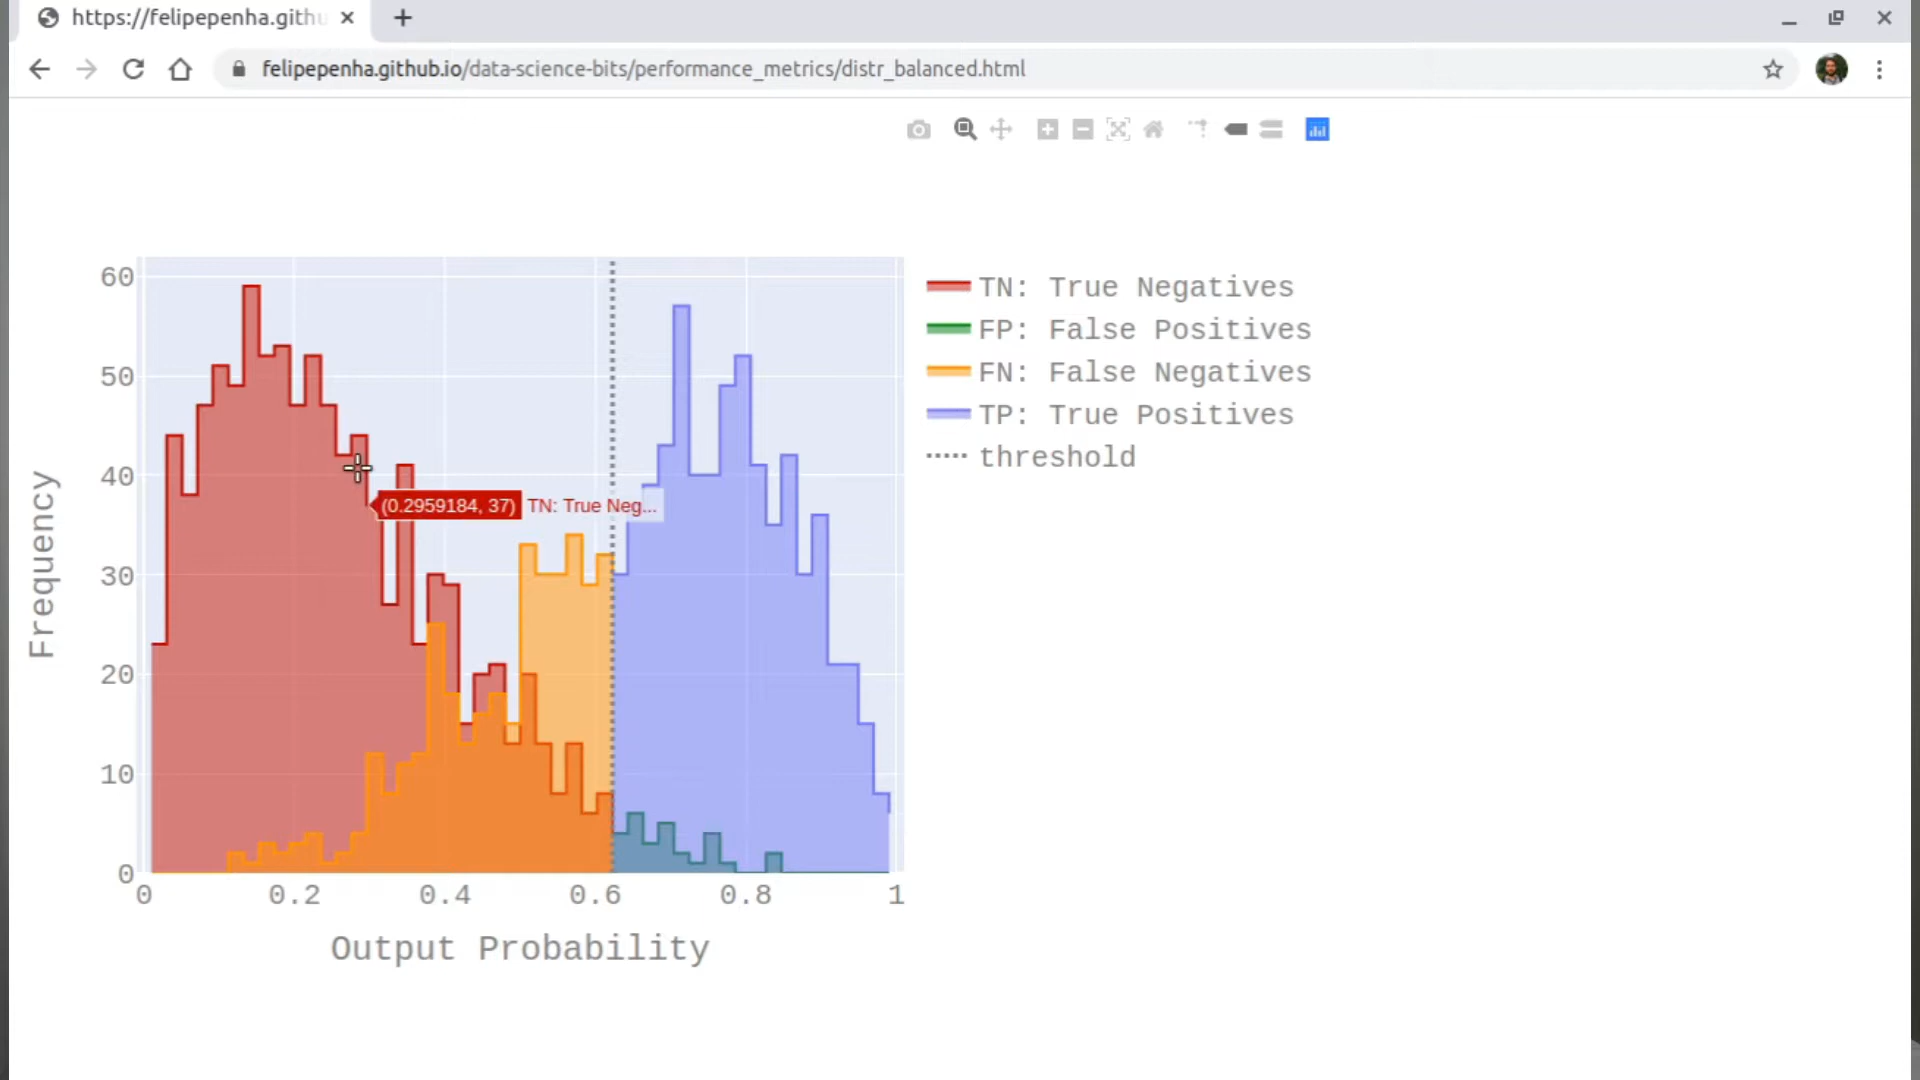 https://felipepenha.githu
felipepenha.github.io/data-science-bits/performance_metrics/distr_balanced.html
60
50
40
30
20
10
0
Frequency
0 0.2 0.4 0.6 0.8 1
Output Probability
(0.2959184, 37) TN: True Neg...
TN: True Negatives
FP: False Positives
FN: False Negatives
TP: True Positives
threshold